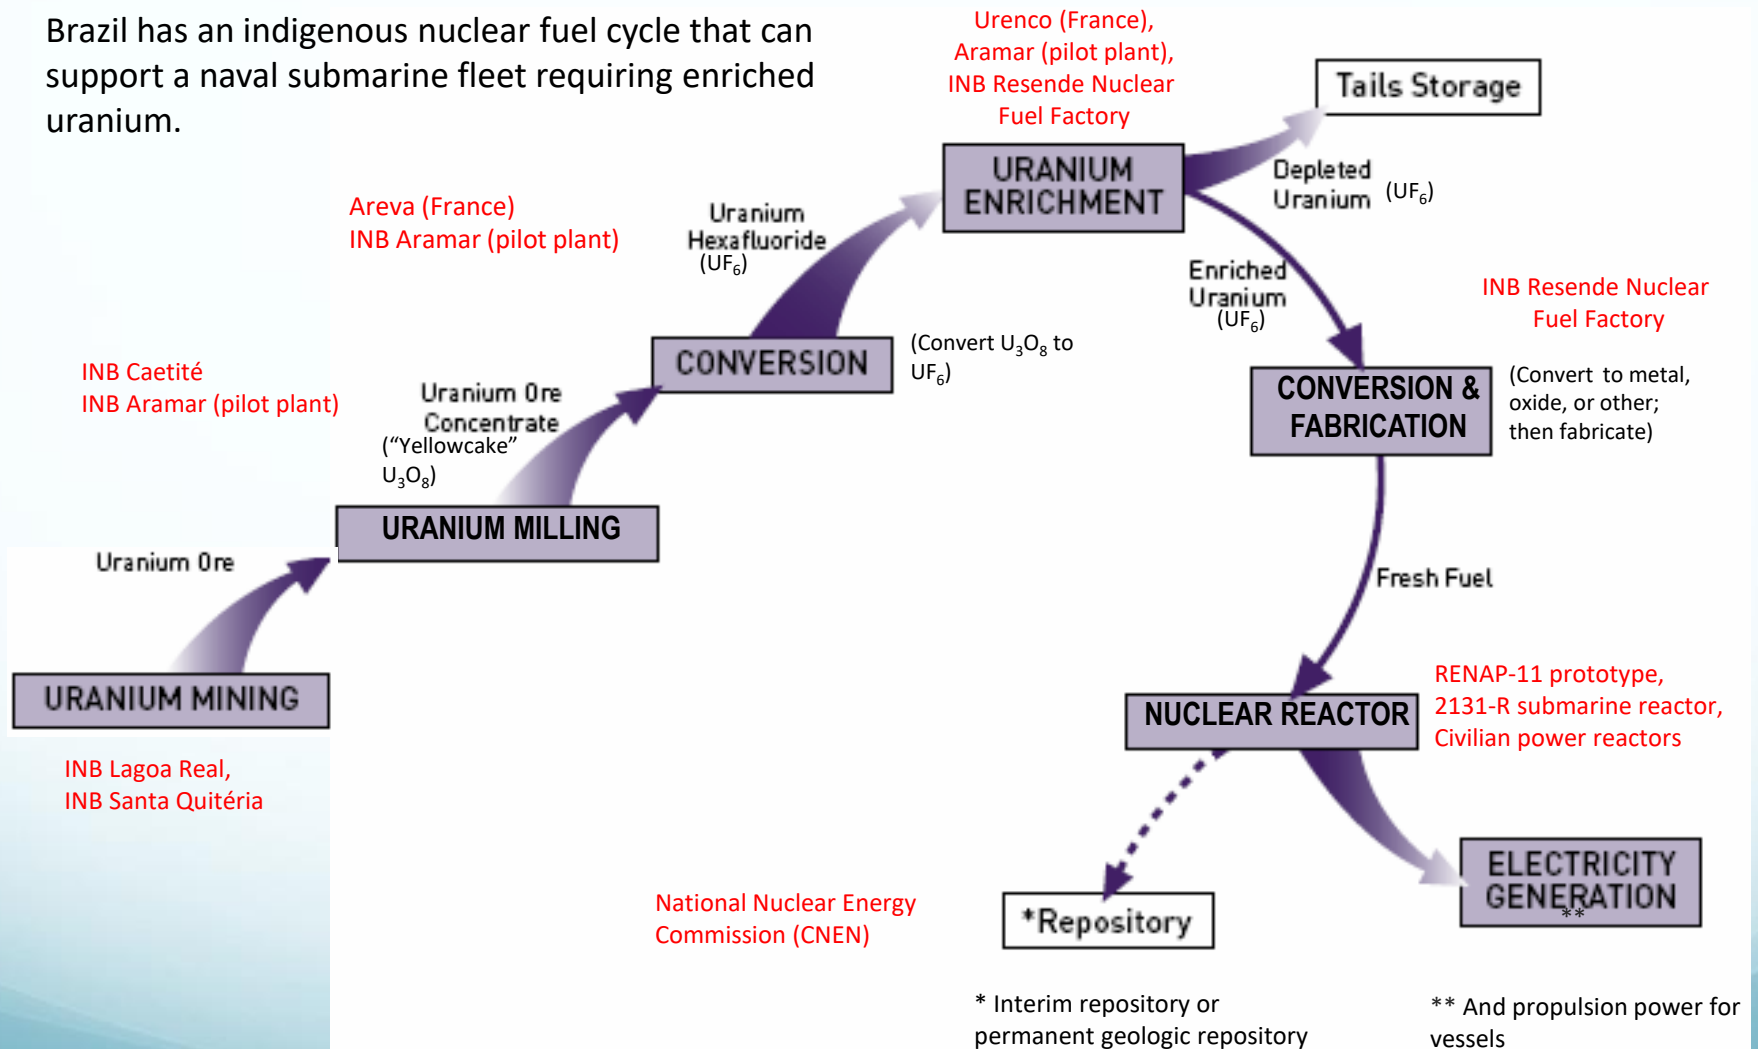 Brazil has an indigenous nuclear fuel cycle that can
support a naval submarine fleet requiring enriched
uranium.
Urenco (France),
Aramar (pilot plant),
INB Resende Nuclear
Fuel Factory
Tails Storage
URANIUM
ENRICHMENT
Depleted
Uranium (UF₆)
Areva (France)
INB Aramar (pilot plant)
Uranium
Hexafluoride
(UF₆)
Enriched
Uranium
(UF₆)
INB Resende Nuclear
Fuel Factory
CONVERSION
(Convert U₃O₈ to
UF₆)
INB Caetité
INB Aramar (pilot plant)
Uranium Ore
Concentrate
("Yellowcake"
U₃O₈)
CONVERSION &
FABRICATION
(Convert to metal,
oxide, or other;
then fabricate)
URANIUM MILLING
Uranium Ore
Fresh Fuel
URANIUM MINING
INB Lagoa Real,
INB Santa Quitéria
NUCLEAR REACTOR
RENAP-11 prototype,
2131-R submarine reactor,
Civilian power reactors
National Nuclear Energy
Commission (CNEN)
*Repository
ELECTRICITY
GENERATION
**
* Interim repository or
permanent geologic repository
** And propulsion power for
vessels